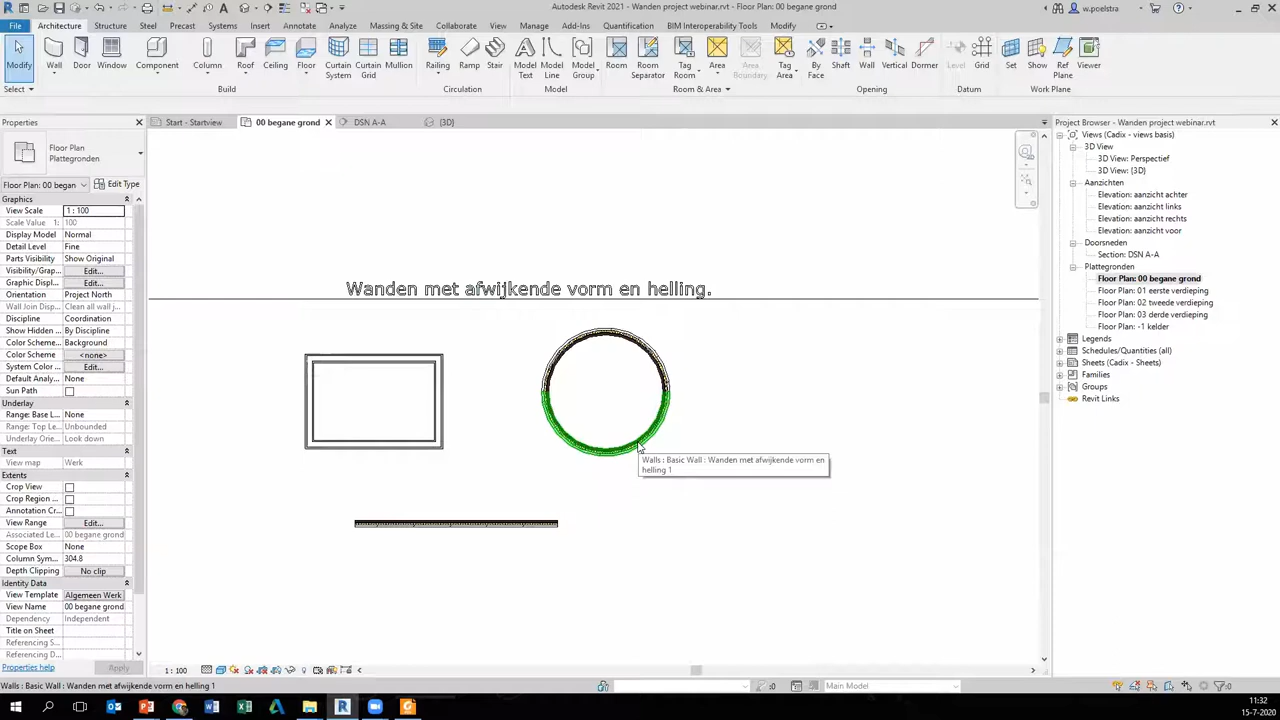 Autodesk Revit 2021 - Wanden project webinar.rvt - Floor Plan: 00 begane grond
w.poelstra
File Architecture Structure Steel Precast Systems Insert Annotate Analyze Massing & Site Collaborate View Manage Add-Ins Quantification BIM Interoperability Tools Modify
Modify Wall Door Window Component Column Roof Ceiling Floor Curtain System Curtain Grid Mullion Railing Ramp Stair Model Text Model Line Model Group Room Room Separator Tag Room Area Area Boundary Tag Area By Face Shaft Wall Vertical Dormer Level Grid Set Show Ref Plane Viewer
Select Build Circulation Model Room & Area Opening Datum Work Plane
Properties
Start - Startview 00 begane grond DSN A-A {3D}
Floor Plan
Plattegronden
Floor Plan: 00 began Edit Type
Graphics
View Scale 1 : 100
Scale Value 1: 100
Display Model Normal
Detail Level Fine
Parts Visibility Show Original
Visibility/Grap... Edit...
Graphic Displ... Edit...
Orientation Project North
Wall Join Disp... Clean all wall j...
Discipline Coordination
Show Hidden ... By Discipline
Color Scheme... Background
Color Scheme <none>
System Color ... Edit...
Default Analy... None
Sun Path
Underlay
Range: Base L... None
Range: Top Le... Unbounded
Underlay Orie... Look down
Text
View map Werk
Extents
Crop View
Crop Region ...
Annotation Cr...
View Range Edit...
Associated Le... 00 begane grond
Scope Box None
Column Sym... 304.8
Depth Clipping No clip
Identity Data
View Template Algemeen Werk
View Name 00 begane grond
Dependency Independent
Title on Sheet
Referencing S...
Referencing D...
Properties help Apply
Wanden met afwijkende vorm en helling.
Walls : Basic Wall : Wanden met afwijkende vorm en
helling 1
Project Browser - Wanden project webinar.rvt
Views (Cadix - views basis)
3D View
3D View: Perspectief
3D View: {3D}
Aanzichten
Elevation: aanzicht achter
Elevation: aanzicht links
Elevation: aanzicht rechts
Elevation: aanzicht voor
Doorsneden
Section: DSN A-A
Plattegronden
Floor Plan: 00 begane grond
Floor Plan: 01 eerste verdieping
Floor Plan: 02 tweede verdieping
Floor Plan: 03 derde verdieping
Floor Plan: -1 kelder
Legends
Schedules/Quantities (all)
Sheets (Cadix - Sheets)
Families
Groups
Revit Links
1 : 100
Walls : Basic Wall : Wanden met afwijkende vorm en helling 1
:0 Main Model :0
11:32
15-7-2020